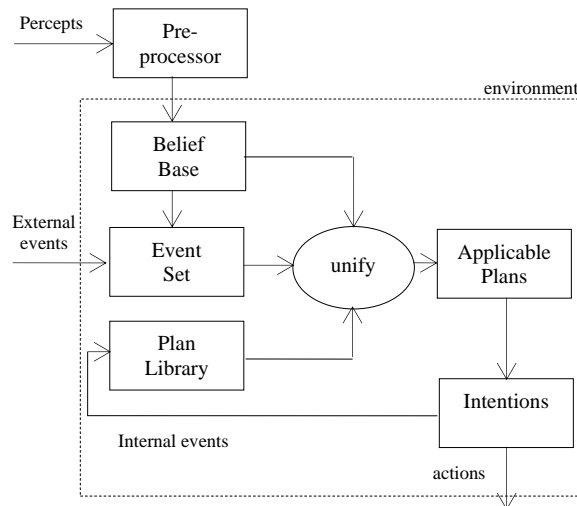 Percepts
Pre-
processor
environment
Belief
Base
External
events
Event
Set
unify
Applicable
Plans
Plan
Library
Intentions
Internal events
actions